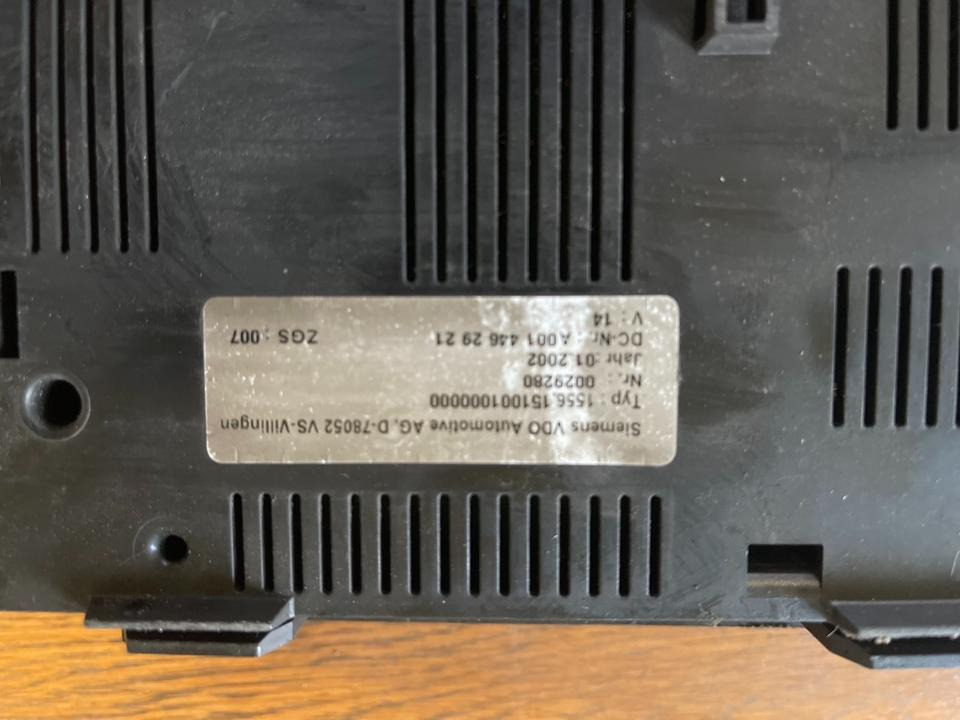 Siemens VDO Automotive AG, D-78052 VS-Villingen
Typ : 1556.151001000000
Nr. : 0029280
Jahr :01.2002
DC-Nr.: A 001 446 29 21 ZGS : 007
V : 14